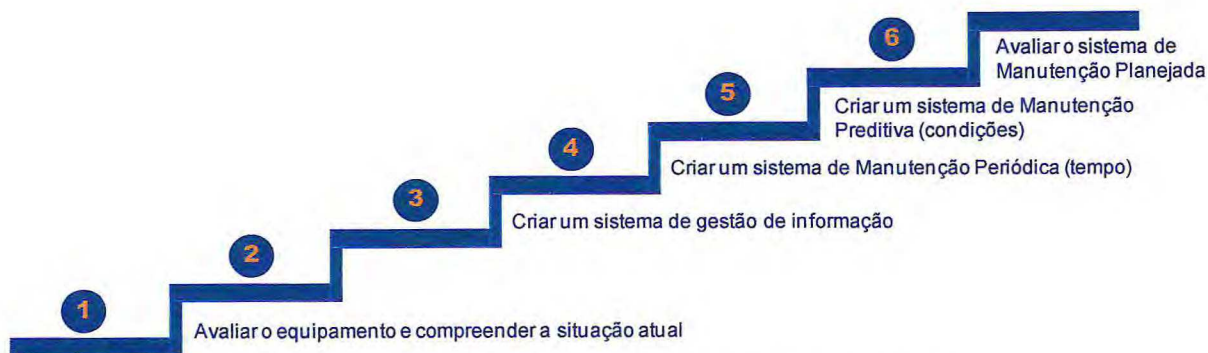 6
Avaliar o sistema de
Manutenção Planejada
5
Criar um sistema de Manutenção
Preditiva (condições)
4
Criar um sistema de Manutenção Periódica (tempo)
3
Criar um sistema de gestão de informação
2
1
Avaliar o equipamento e compreender a situação atual